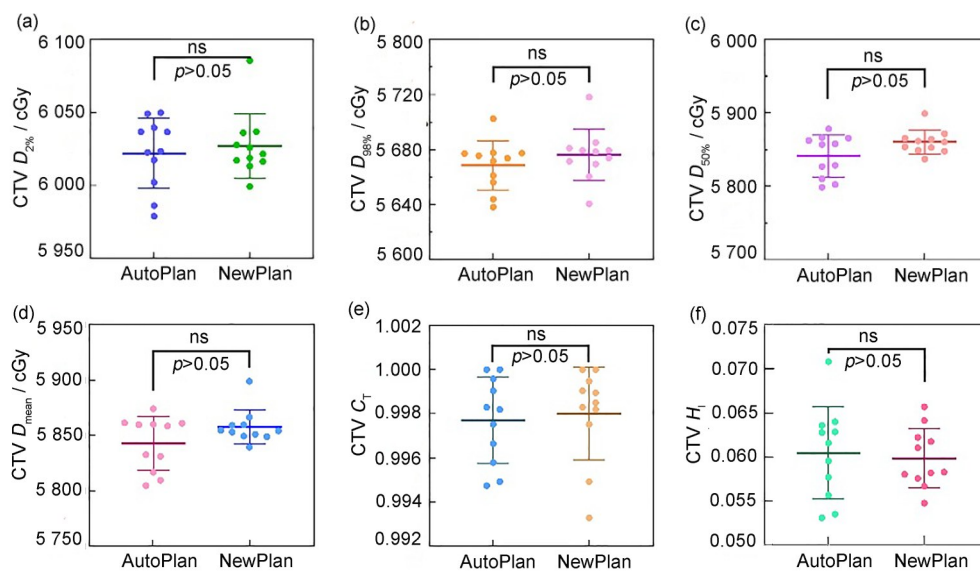 (a)
6 100
6 050
6 000
5 950
CTV D2% / cGy
ns
p>0.05
AutoPlan NewPlan
(b)
5 800
5 720
5 680
5 640
5 600
CTV D98% / cGy
ns
p>0.05
AutoPlan NewPlan
(c)
6 000
5 900
5 800
5 700
CTV D50% / cGy
ns
p>0.05
AutoPlan NewPlan
(d)
5 950
5 900
5 850
5 800
5 750
CTV Dmean / cGy
ns
p>0.05
AutoPlan NewPlan
(e)
1.002
1.000
0.998
0.996
0.994
0.992
CTV CT
ns
p>0.05
AutoPlan NewPlan
(f)
0.075
0.070
0.065
0.060
0.055
0.050
CTV HI
ns
p>0.05
AutoPlan NewPlan